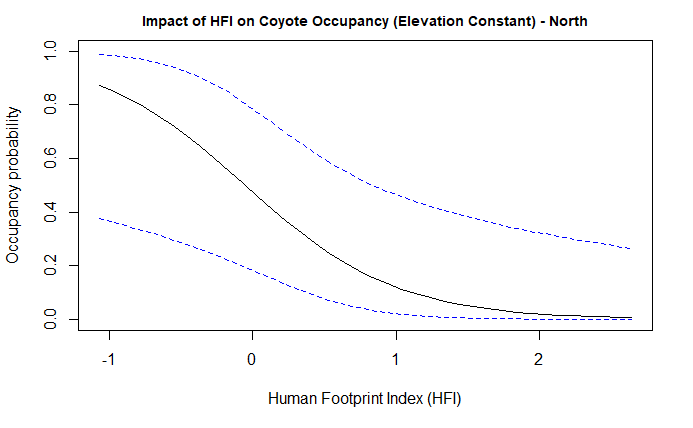 Impact of HFI on Coyote Occupancy (Elevation Constant) - North
Occupancy probability
1.0
0.8
0.6
0.4
0.2
0.0
-1 0 1 2
Human Footprint Index (HFI)